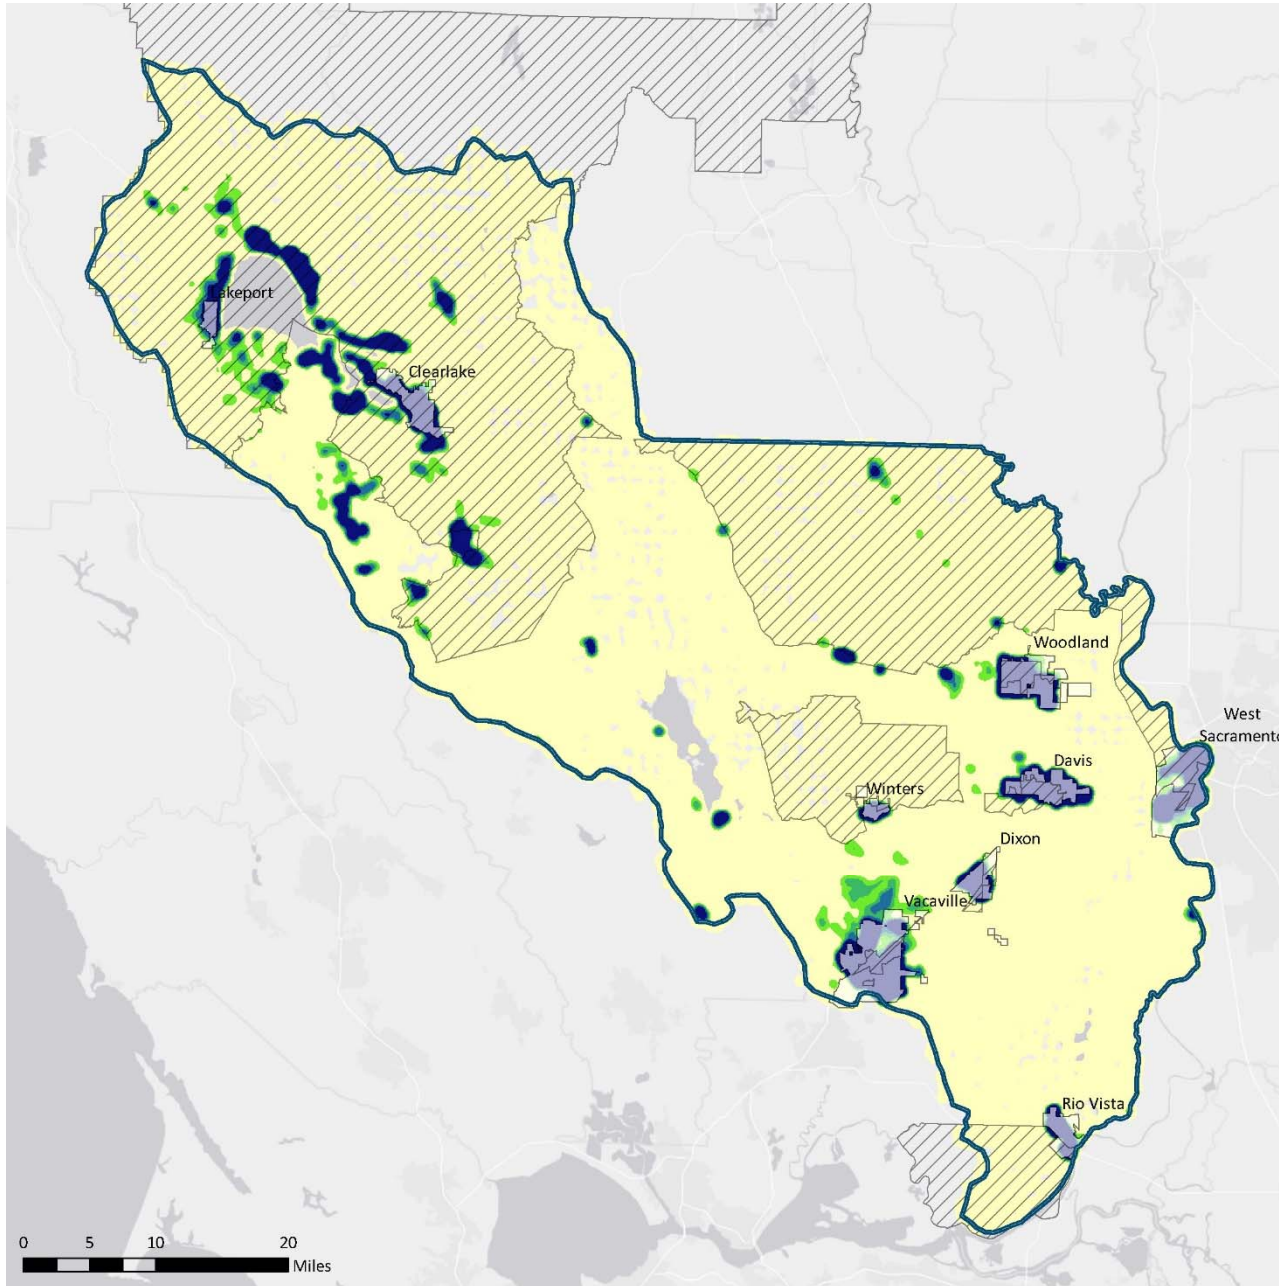 Lakeport
Clearlake
Woodland
West
Sacramento
Davis
Winters
Dixon
Vacaville
Rio Vista
0 5 10 20
Miles